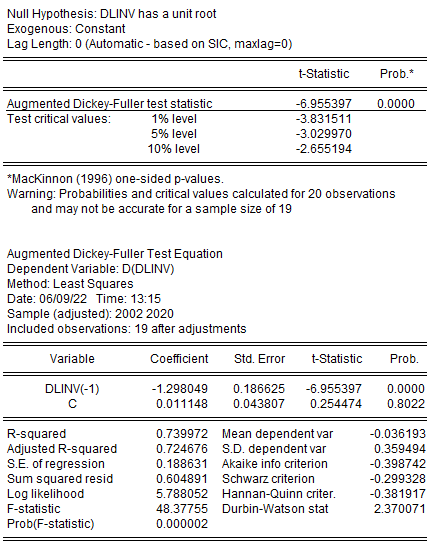 Null Hypothesis: DLINV has a unit root
Exogenous: Constant
Lag Length: 0 (Automatic - based on SIC, maxlag=0)
t-Statistic Prob.*
Augmented Dickey-Fuller test statistic -6.955397 0.0000
Test critical values: 1% level -3.831511
5% level -3.029970
10% level -2.655194
*MacKinnon (1996) one-sided p-values.
Warning: Probabilities and critical values calculated for 20 observations
and may not be accurate for a sample size of 19
Augmented Dickey-Fuller Test Equation
Dependent Variable: D(DLINV)
Method: Least Squares
Date: 06/09/22 Time: 13:15
Sample (adjusted): 2002 2020
Included observations: 19 after adjustments
Variable Coefficient Std. Error t-Statistic Prob.
DLINV(-1) -1.298049 0.186625 -6.955397 0.0000
C 0.011148 0.043807 0.254474 0.8022
R-squared 0.739972 Mean dependent var -0.036193
Adjusted R-squared 0.724676 S.D. dependent var 0.359494
S.E. of regression 0.188631 Akaike info criterion -0.398742
Sum squared resid 0.604891 Schwarz criterion -0.299328
Log likelihood 5.788052 Hannan-Quinn criter. -0.381917
F-statistic 48.37755 Durbin-Watson stat 2.370071
Prob(F-statistic) 0.000002